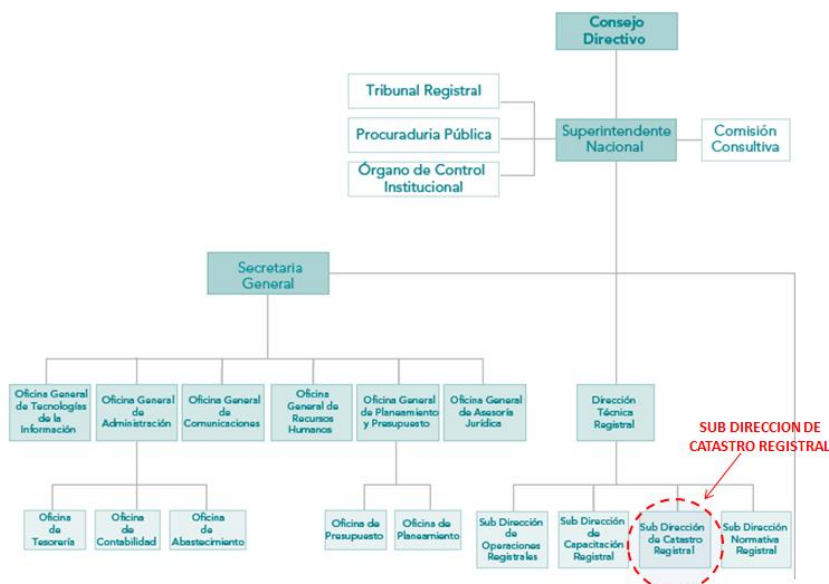 Consejo
Directivo
Tribunal Registral
Procuraduria Pública
Órgano de Control
Institucional
Superintendente
Nacional
Comisión
Consultiva
Secretaria
General
Oficina General
de Tecnologías
de la
Información
Oficina General
de
Administración
Oficina General
de
Comunicaciones
Oficina
General de
Recursos
Humanos
Oficina General
de Planeamiento
y Presupuesto
Oficina General
de Asesoría
Jurídica
Dirección
Técnica
Registral
SUB DIRECCION DE
CATASTRO REGISTRAL
Oficina
de
Tesorería
Oficina
de
Contabilidad
Oficina
de
Abastecimiento
Oficina de
Presupuesto
Oficina de
Planeamiento
Sub Dirección
de
Operaciones
Registrales
Sub Dirección
de
Capacitación
Registral
Sub Dirección
de Catastro
Registral
Sub Dirección
Normativa
Registral